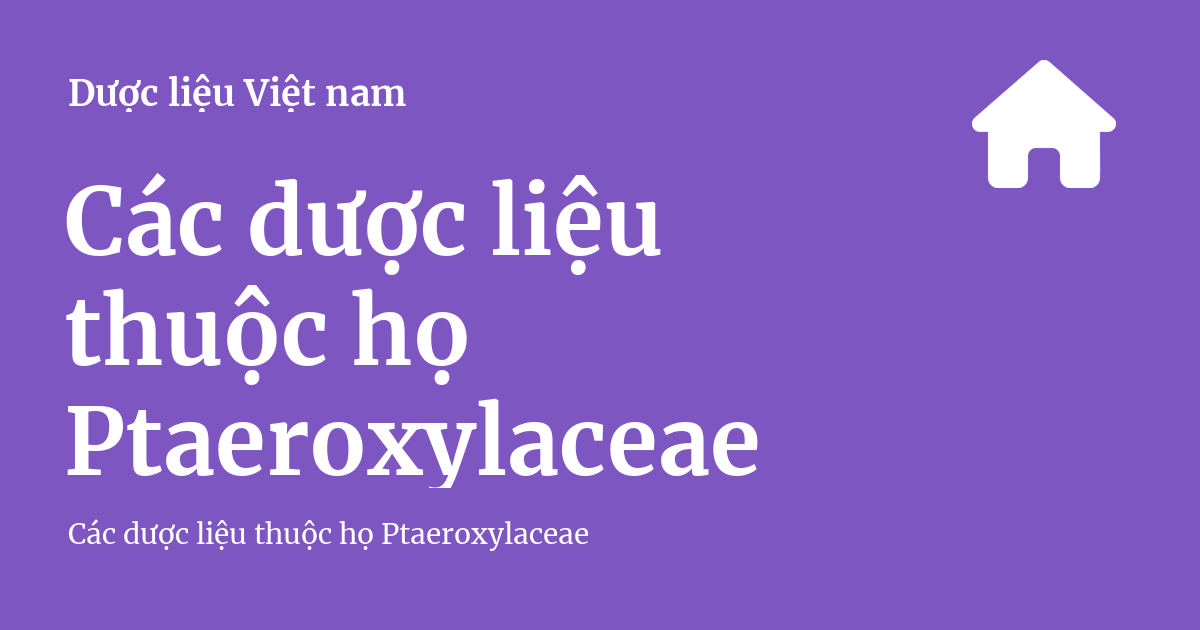 Dược liệu Việt nam
Các dược liệu
thuộc họ
Ptaeroxylaceae
Các dược liệu thuộc họ Ptaeroxylaceae